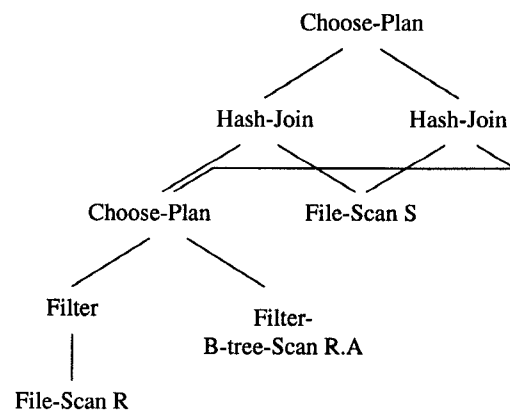 Choose-Plan
Hash-Join
Hash-Join
Choose-Plan
File-Scan S
Filter
Filter-
B-tree-Scan R.A
File-Scan R